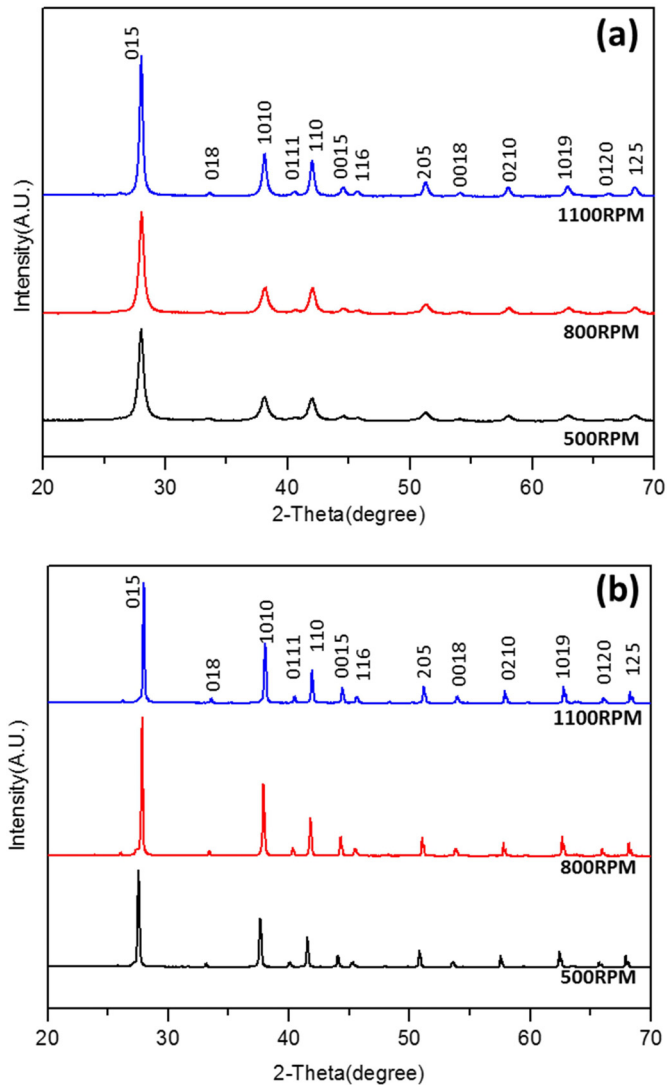 (a)
015
018
1010
0111
110
0015
116
205
0018
0210
1019
0120
125
1100RPM
800RPM
500RPM
Intensity(A.U.)
20 30 40 50 60 70
2-Theta(degree)
(b)
015
018
1010
0111
110
0015
116
205
0018
0210
1019
0120
125
1100RPM
800RPM
500RPM
Intensity(A.U.)
20 30 40 50 60 70
2-Theta(degree)